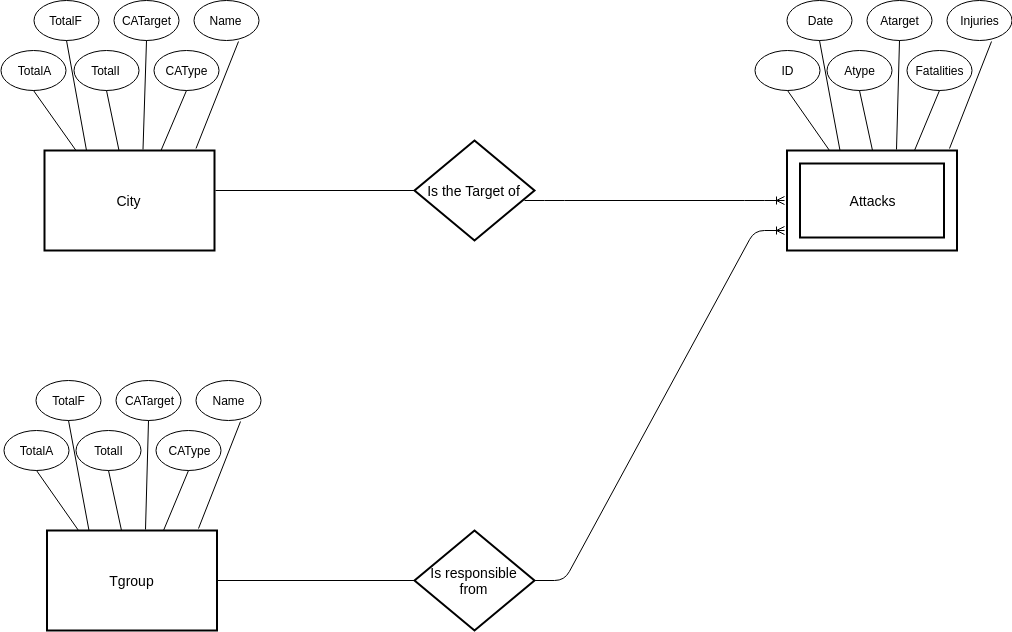 TotalF
CATarget
Name
TotalA
TotalI
CAType
City
Is the Target of
Date
Atarget
Injuries
ID
Atype
Fatalities
Attacks
TotalF
CATarget
Name
TotalA
TotalI
CAType
Tgroup
Is responsible
from